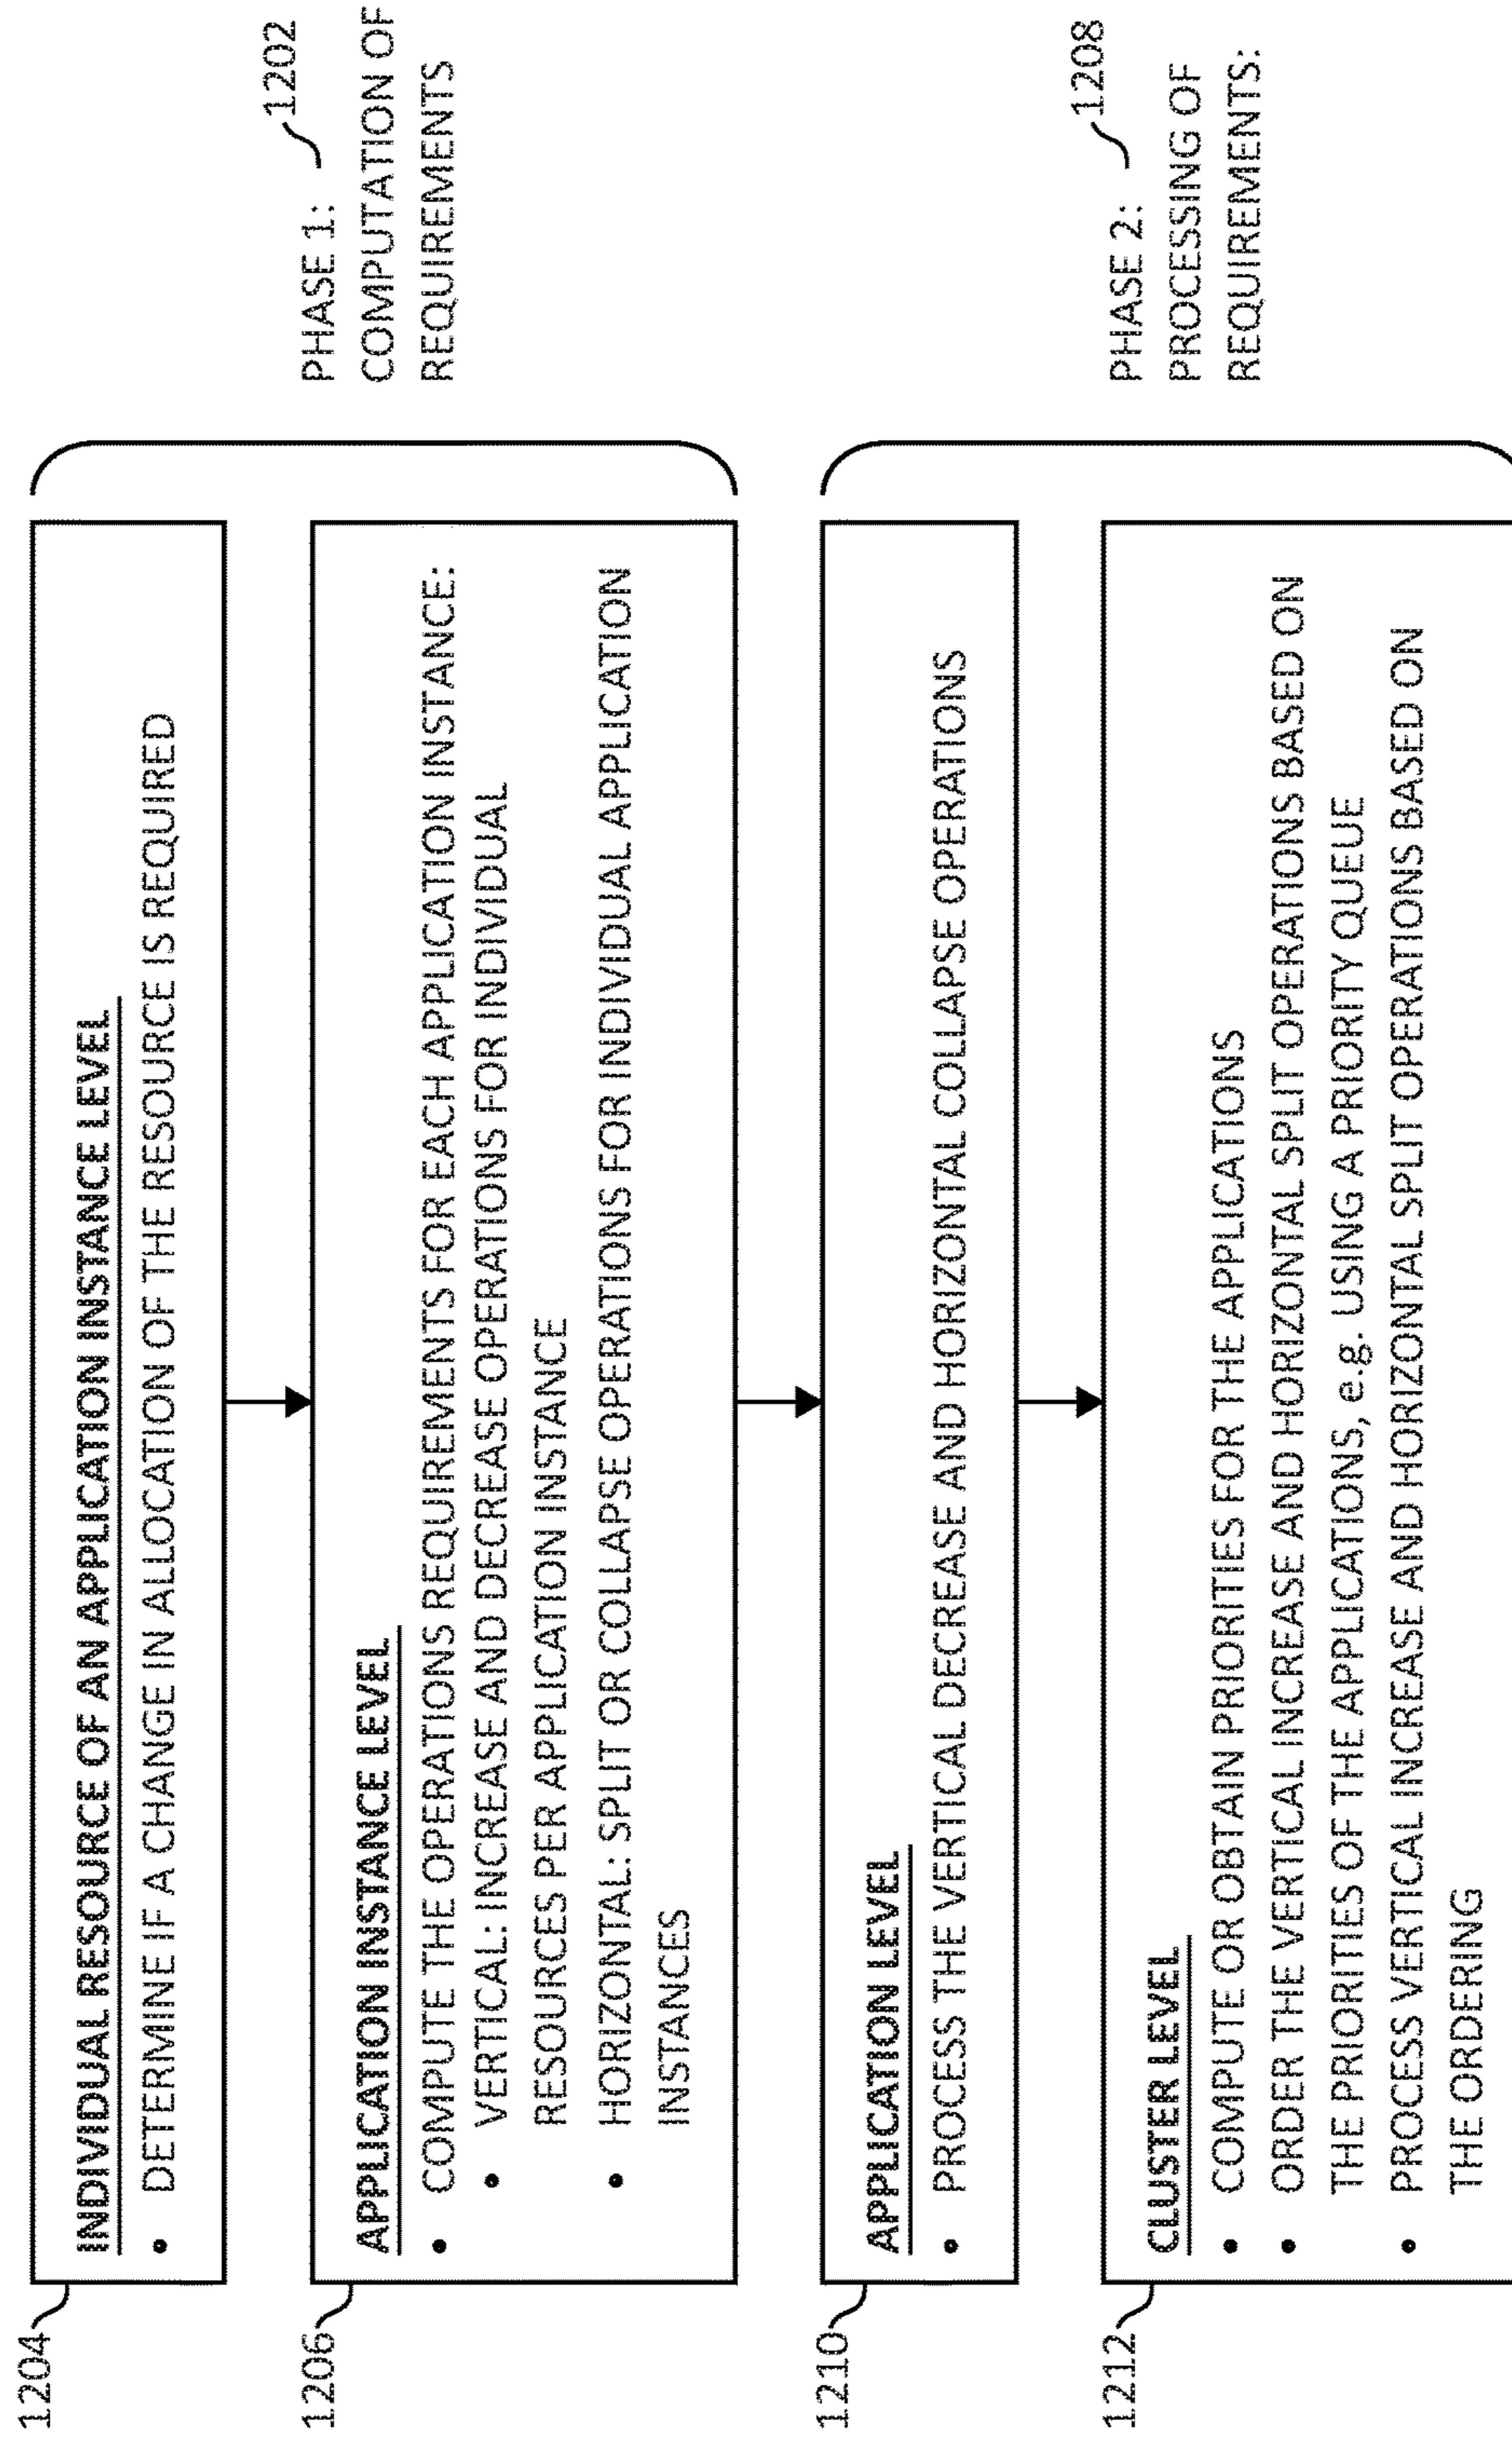 1204
INDIVIDUAL RESOURCE OF AN APPLICATION INSTANCE LEVEL
• DETERMINE IF A CHANGE IN ALLOCATION OF THE RESOURCE IS REQUIRED
1206
APPLICATION INSTANCE LEVEL
• COMPUTE THE OPERATIONS REQUIREMENTS FOR EACH APPLICATION INSTANCE:
• VERTICAL: INCREASE AND DECREASE OPERATIONS FOR INDIVIDUAL
RESOURCES PER APPLICATION INSTANCE
• HORIZONTAL: SPLIT OR COLLAPSE OPERATIONS FOR INDIVIDUAL APPLICATION
INSTANCES
1202
PHASE 1:
COMPUTATION OF
REQUIREMENTS
1210
APPLICATION LEVEL
• PROCESS THE VERTICAL DECREASE AND HORIZONTAL COLLAPSE OPERATIONS
1212
CLUSTER LEVEL
• COMPUTE OR OBTAIN PRIORITIES FOR THE APPLICATIONS
• ORDER THE VERTICAL INCREASE AND HORIZONTAL SPLIT OPERATIONS BASED ON
THE PRIORITIES OF THE APPLICATIONS, e.g. USING A PRIORITY QUEUE
• PROCESS VERTICAL INCREASE AND HORIZONTAL SPLIT OPERATIONS BASED ON
THE ORDERING
1208
PHASE 2:
PROCESSING OF
REQUIREMENTS: